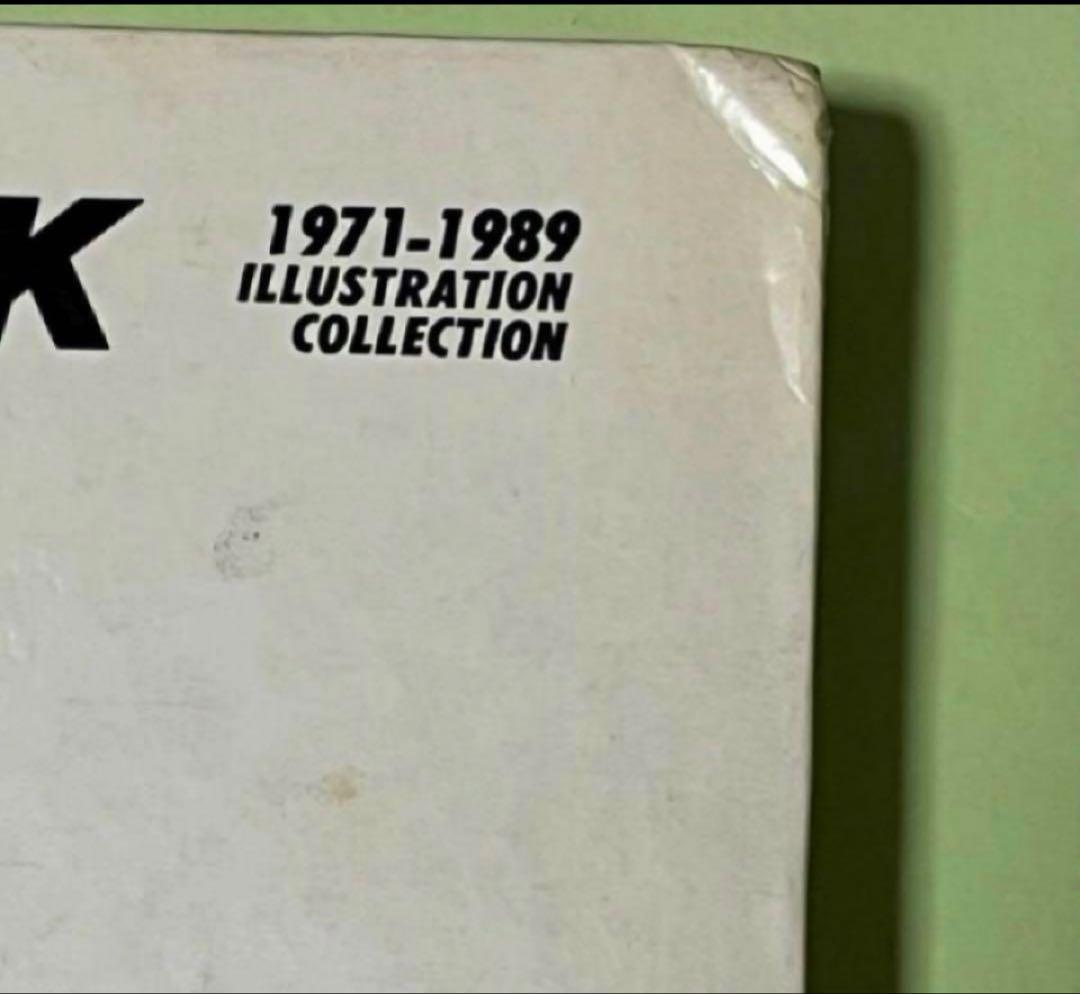 K
1971-1989
ILLUSTRATION
COLLECTION